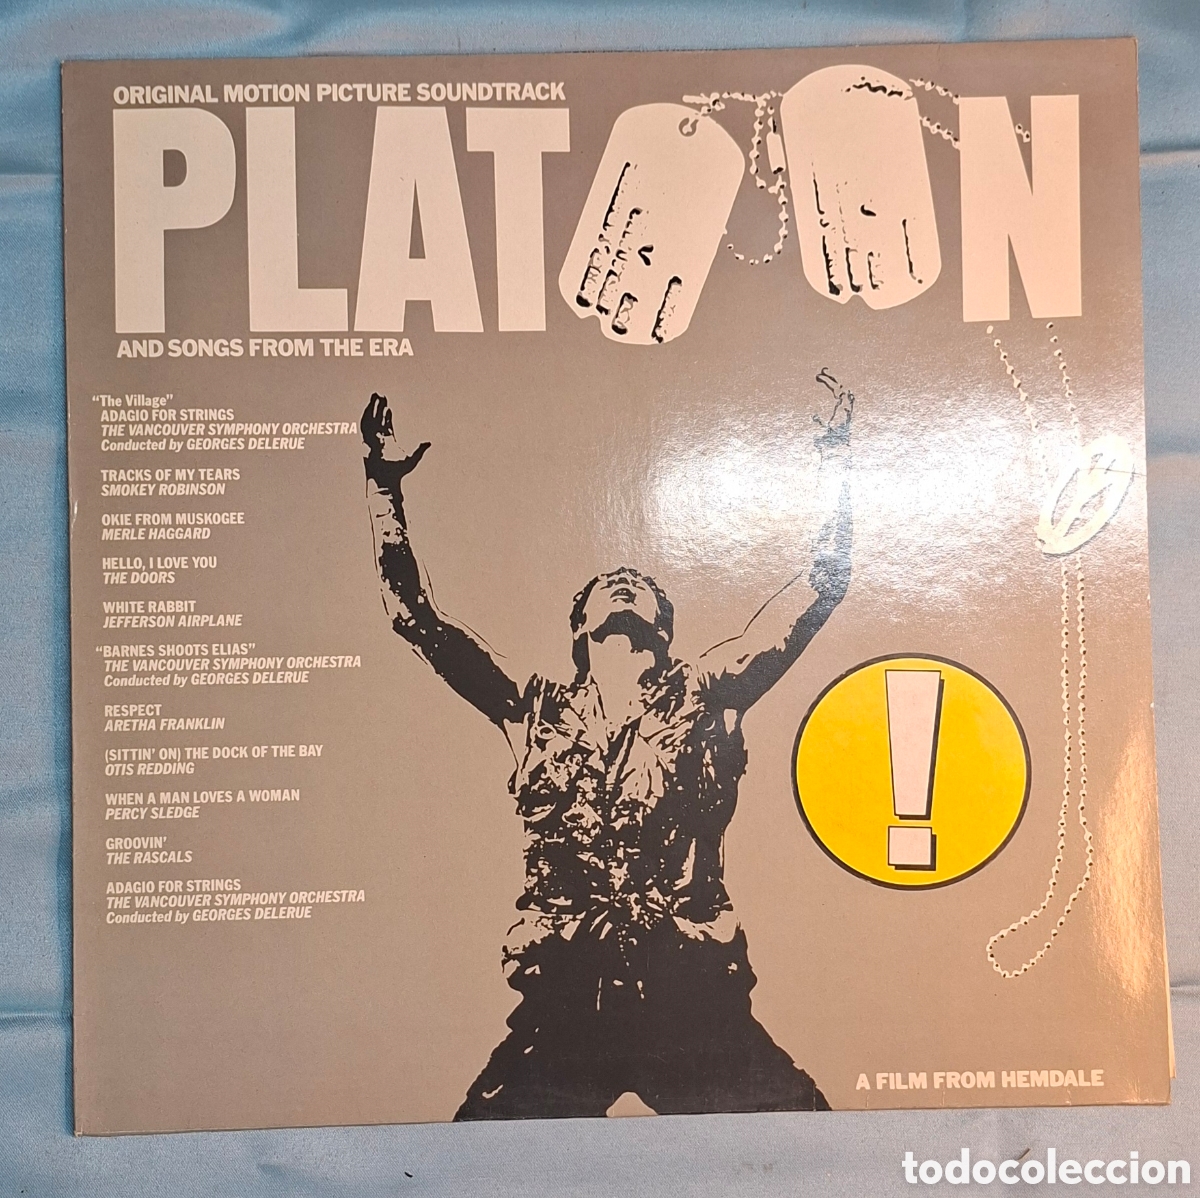 ORIGINAL MOTION PICTURE SOUNDTRACK
PLATOON
AND SONGS FROM THE ERA
“The Village”
ADAGIO FOR STRINGS
THE VANCOUVER SYMPHONY ORCHESTRA
Conducted by GEORGES DELERUE
TRACKS OF MY TEARS
SMOKEY ROBINSON
OKIE FROM MUSKOGEE
MERLE HAGGARD
HELLO, I LOVE YOU
THE DOORS
WHITE RABBIT
JEFFERSON AIRPLANE
“BARNES SHOOTS ELIAS”
THE VANCOUVER SYMPHONY ORCHESTRA
Conducted by GEORGES DELERUE
RESPECT
ARETHA FRANKLIN
(SITTIN’ ON) THE DOCK OF THE BAY
OTIS REDDING
WHEN A MAN LOVES A WOMAN
PERCY SLEDGE
GROOVIN’
THE RASCALS
ADAGIO FOR STRINGS
THE VANCOUVER SYMPHONY ORCHESTRA
Conducted by GEORGES DELERUE
!
A FILM FROM HEMDALE
todocoleccion